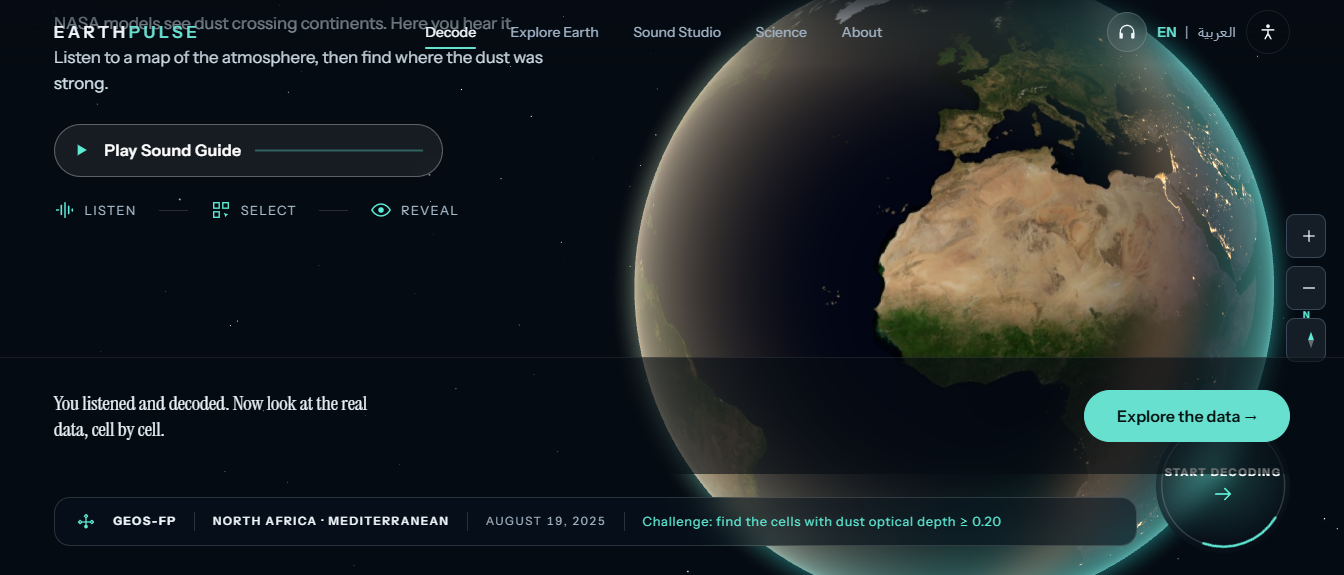 NASA models see dust crossing continents. Here you hear it.
EARTHPULSE
Decode
Explore Earth
Sound Studio
Science
About
EN | العربية
Listen to a map of the atmosphere, then find where the dust was
strong.
Play Sound Guide
LISTEN
SELECT
REVEAL
N
You listened and decoded. Now look at the real
data, cell by cell.
Explore the data →
START DECODING
GEOS-FP
NORTH AFRICA · MEDITERRANEAN
AUGUST 19, 2025
Challenge: find the cells with dust optical depth ≥ 0.20